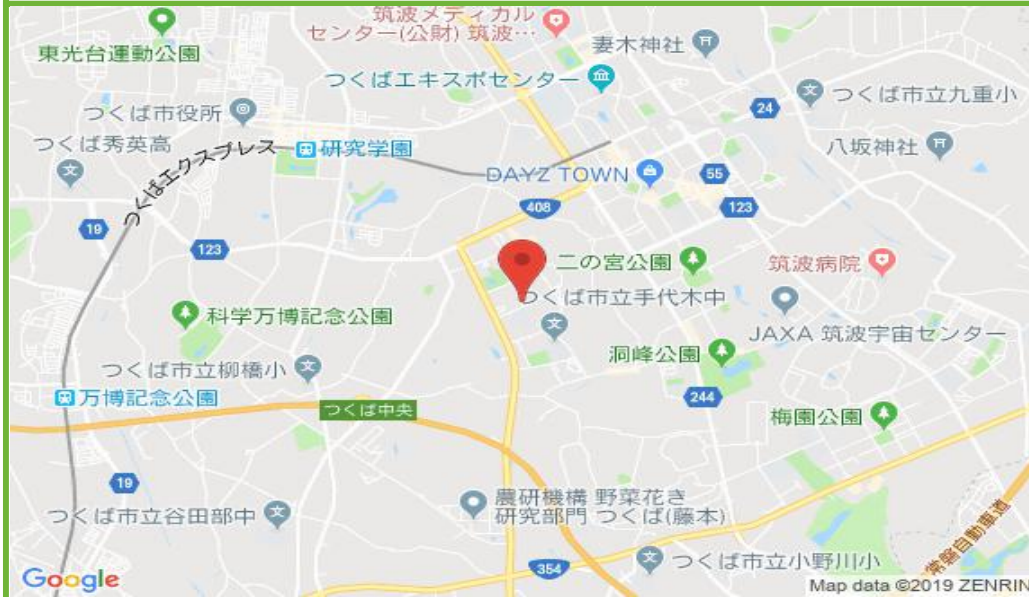 筑波メディカル
センター(公財) 筑波…
東光台運動公園
妻木神社
つくばエキスポセンター
つくば市立九重小
24
つくば市役所
つくば秀英高
つくばエクスプレス
研究学園
八坂神社
DAYZ TOWN
55
408
123
19
123
二の宮公園
筑波病院
つくば市立手代木中
科学万博記念公園
JAXA 筑波宇宙センター
洞峰公園
つくば市立柳橋小
万博記念公園
つくば中央
244
梅園公園
19
農研機構 野菜花き
研究部門 つくば(藤本)
つくば市立谷田部中
常磐自動車道
つくば市立小野川小
354
Google
Map data ©2019 ZENRIN